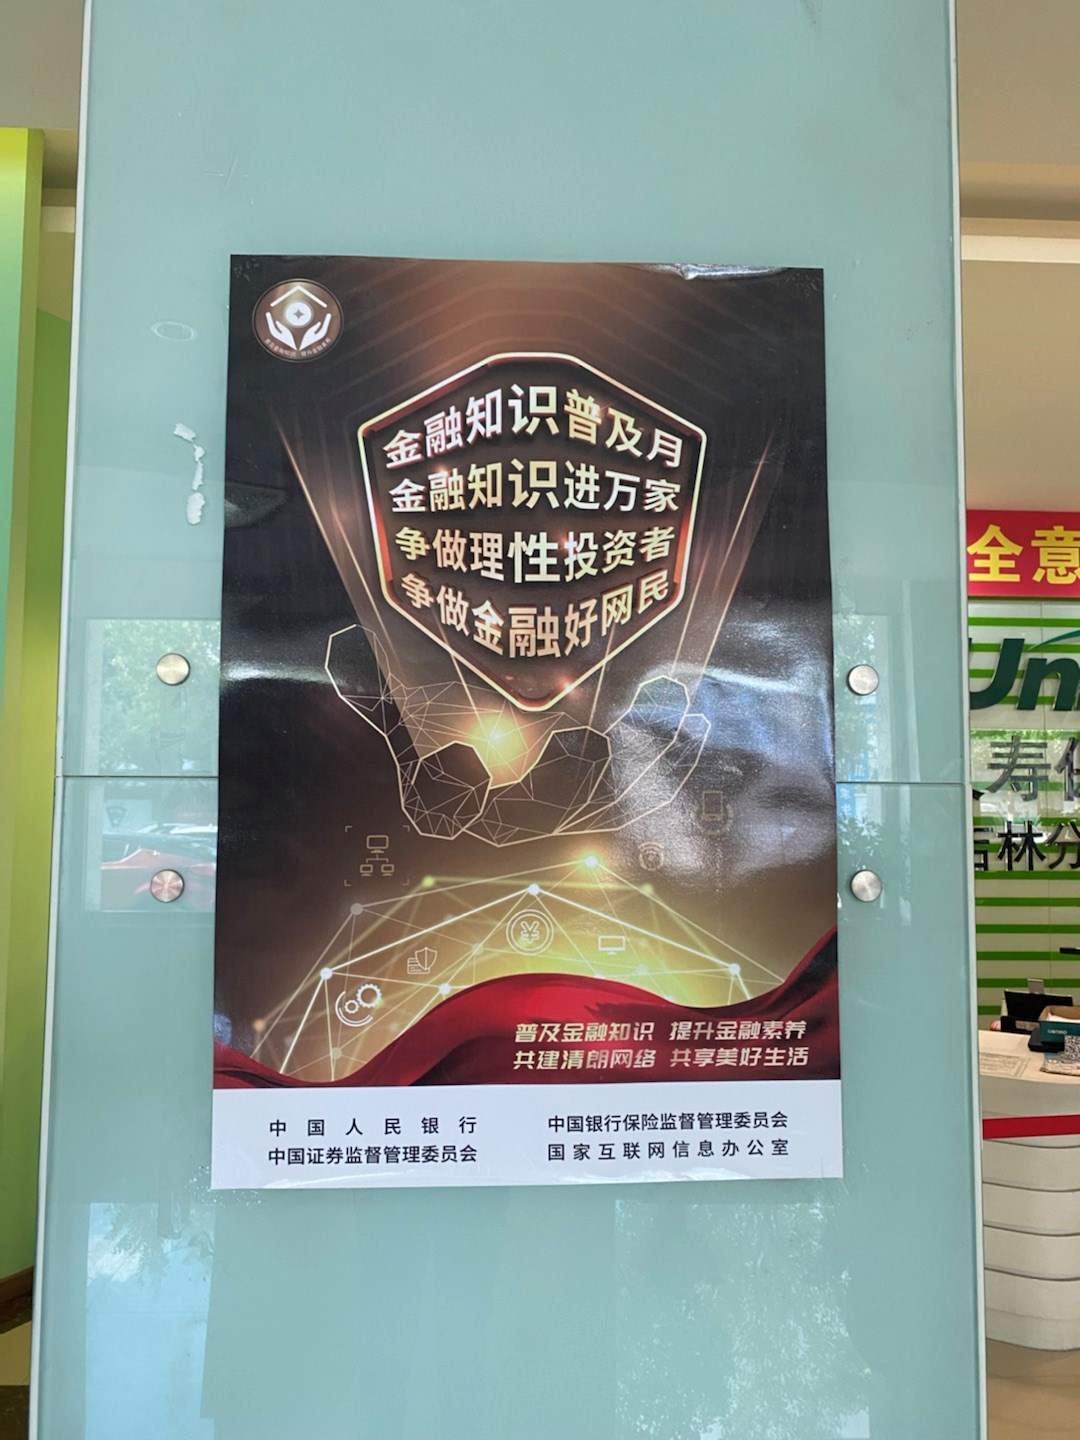 金融知识普及月
金融知识进万家
争做理性投资者
争做金融好网民
普及金融知识 提升金融素养
共建清朗网络 共享美好生活
中国人民银行
中国银行保险监督管理委员会
中国证券监督管理委员会
国家互联网信息办公室
全意
Un
寿
林分